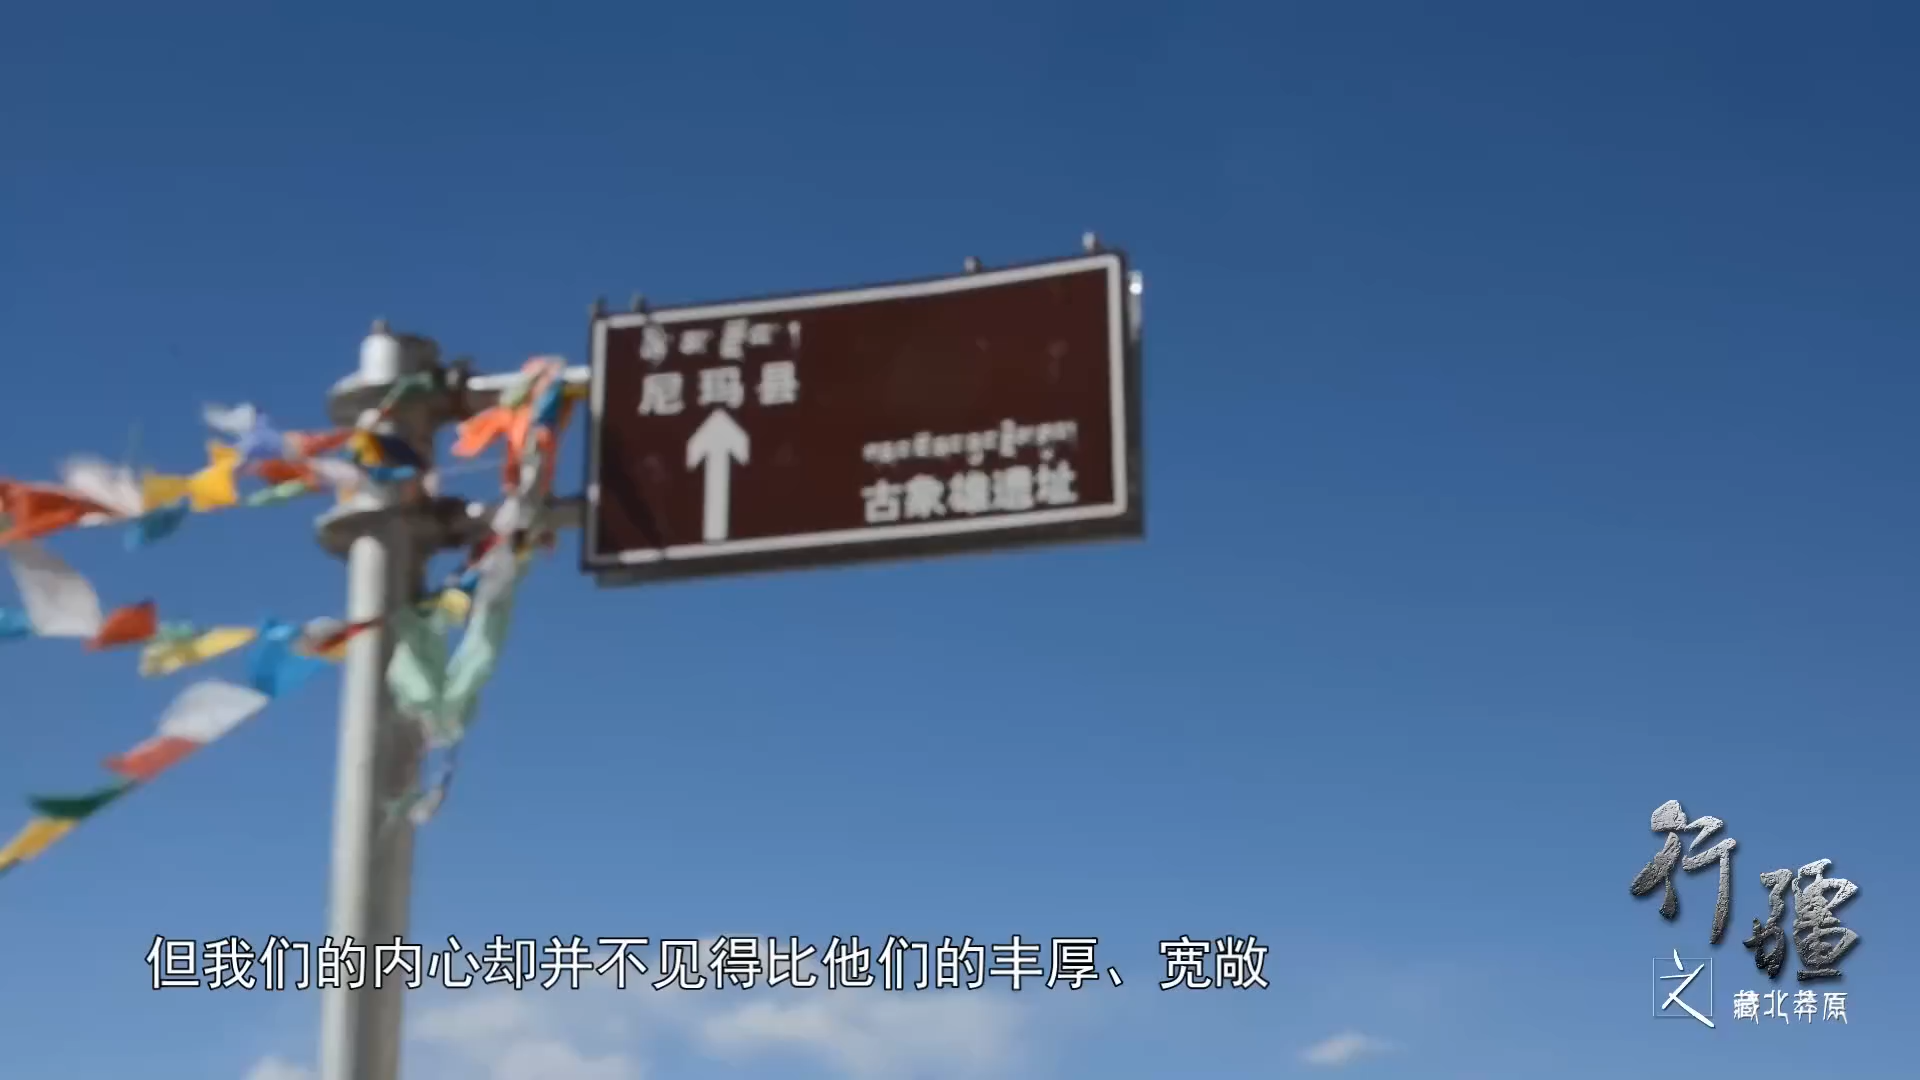 尼玛县
古象雄遗址
但我们的内心却并不见得比他们的丰厚、宽敞
行疆
之
藏北莽原